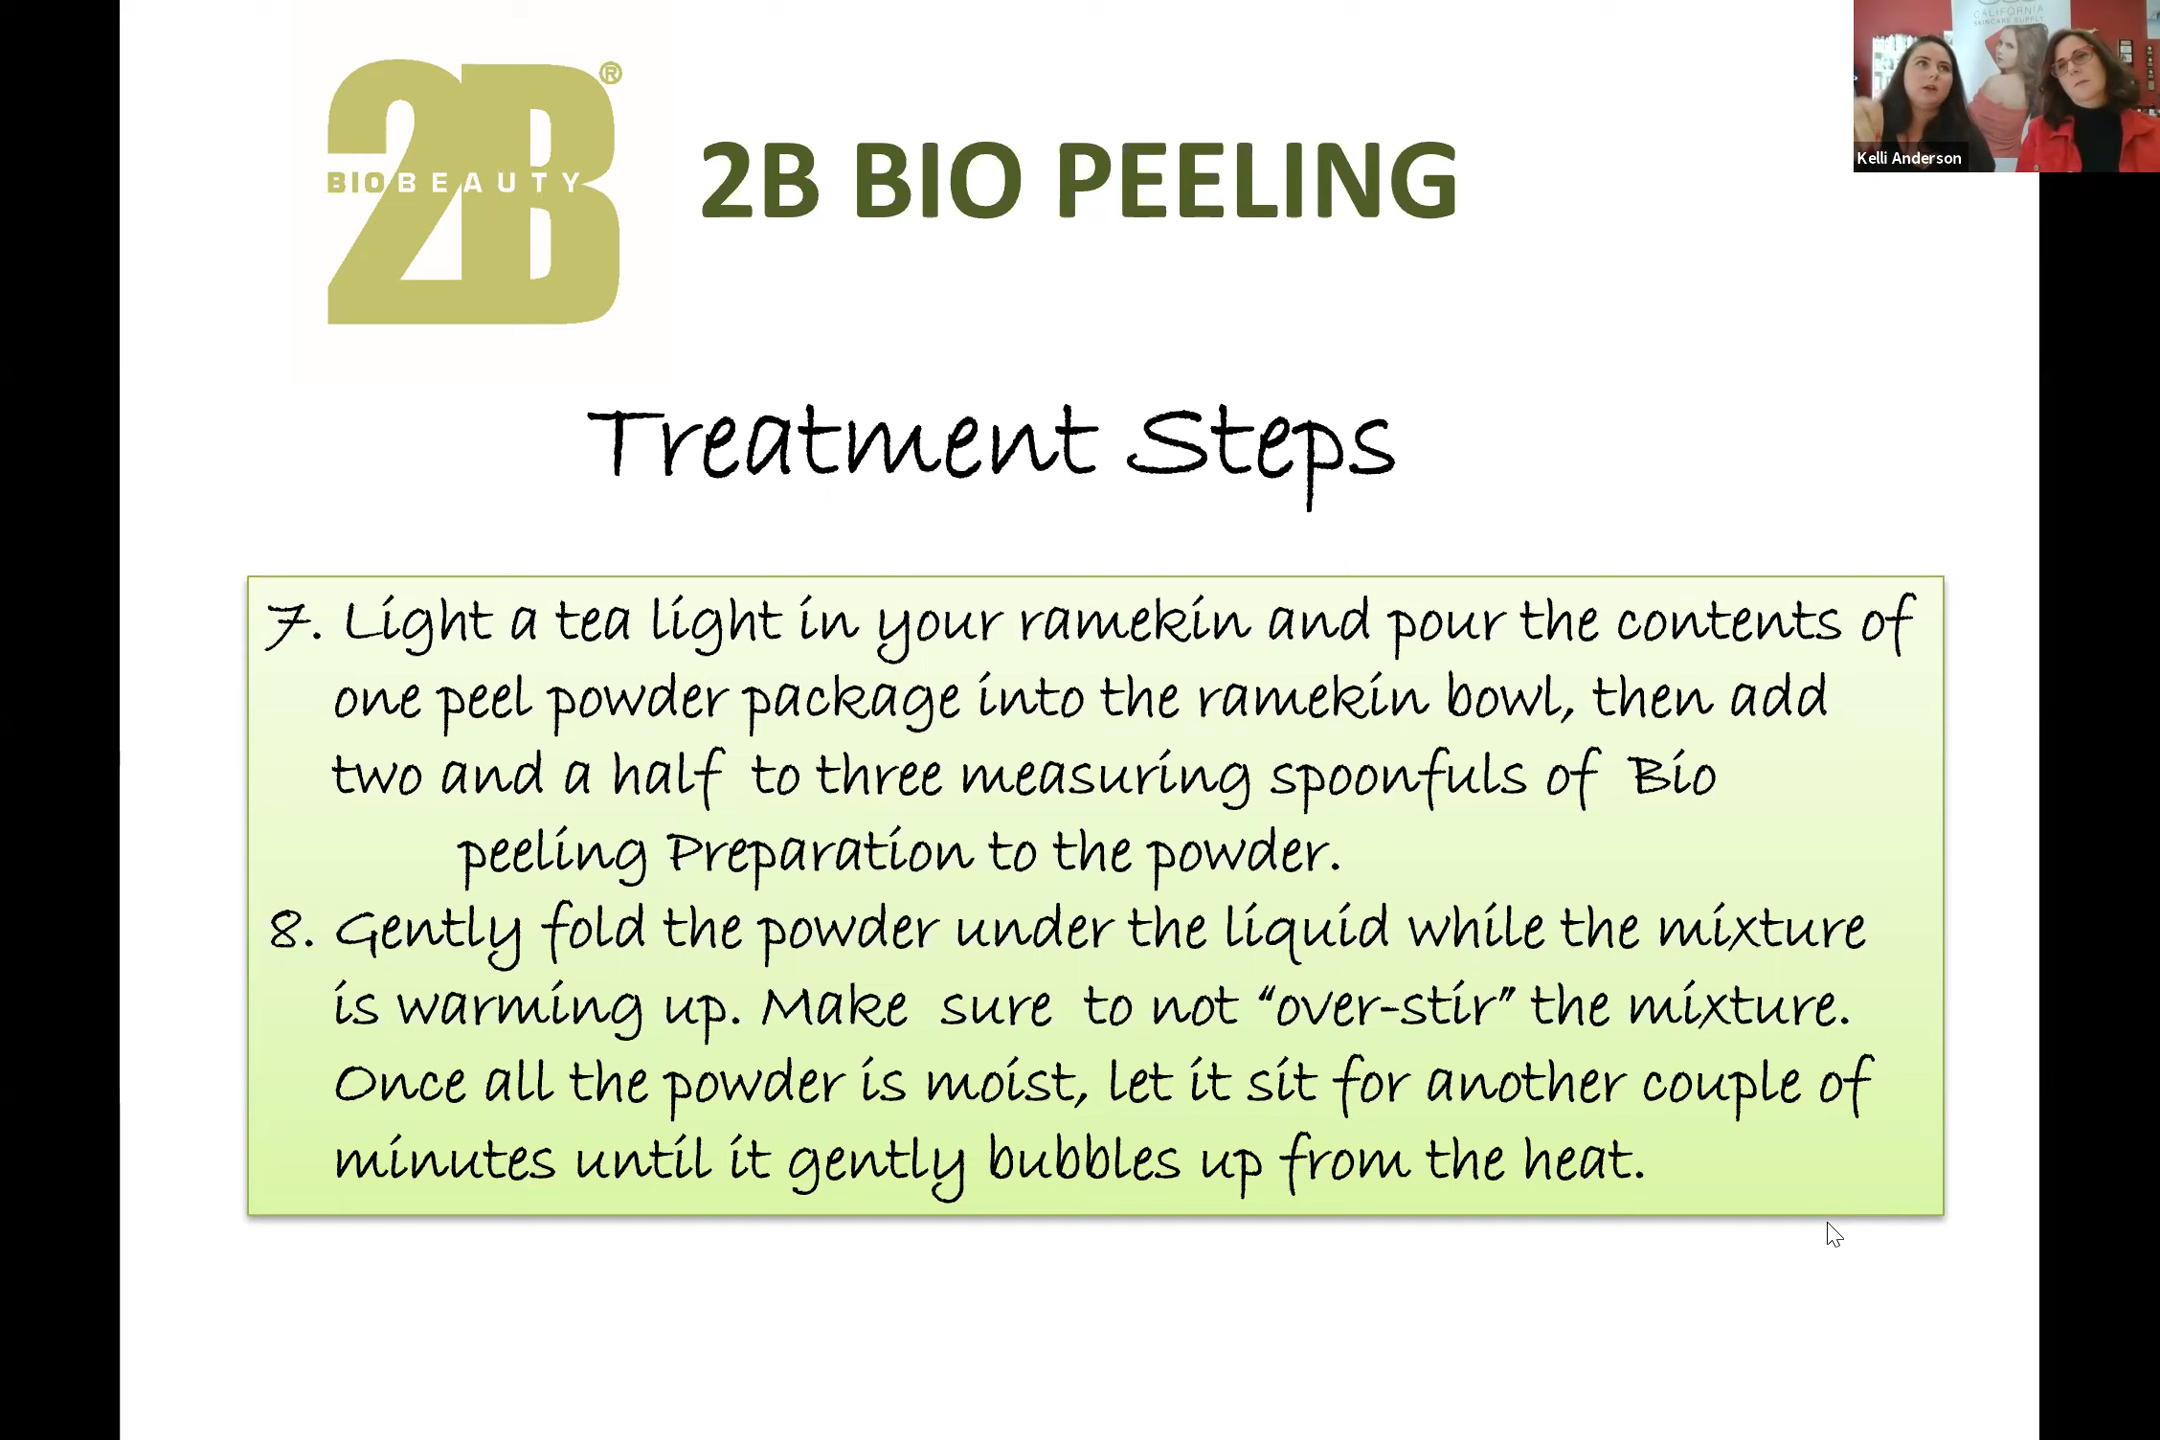 2B®
BIOBEAUTY
2B BIO PEELING
CALIFORNIA
SKINCARE SUPPLY
Kelli Anderson
Treatment Steps
7. Light a tea light in your ramekin and pour the contents of
one peel powder package into the ramekin bowl, then add
two and a half to three measuring spoonfuls of Bio
peeling Preparation to the powder.
8. Gently fold the powder under the liquid while the mixture
is warming up. Make sure to not “over-stir” the mixture.
Once all the powder is moist, let it sit for another couple of
minutes until it gently bubbles up from the heat.